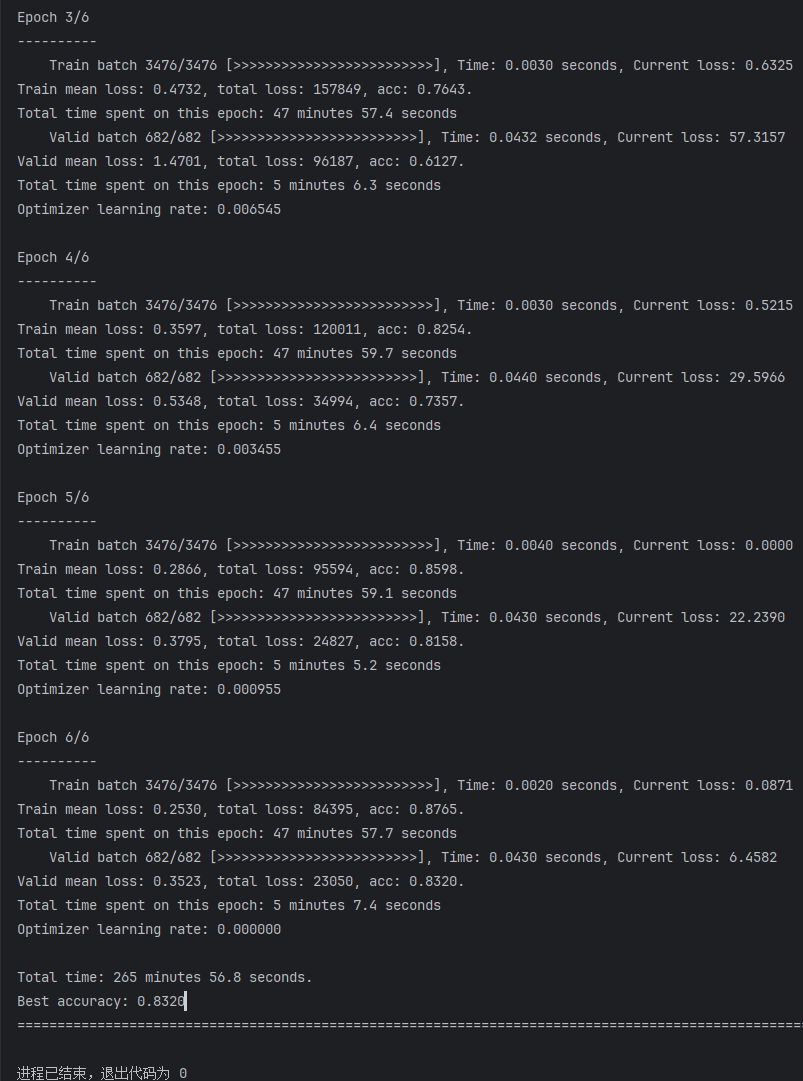 Epoch 3/6
----------
    Train batch 3476/3476 [>>>>>>>>>>>>>>>>>>>>>>>>>], Time: 0.0030 seconds, Current loss: 0.6325
Train mean loss: 0.4732, total loss: 157849, acc: 0.7643.
Total time spent on this epoch: 47 minutes 57.4 seconds
    Valid batch 682/682 [>>>>>>>>>>>>>>>>>>>>>>>>>], Time: 0.0432 seconds, Current loss: 57.3157
Valid mean loss: 1.4701, total loss: 96187, acc: 0.6127.
Total time spent on this epoch: 5 minutes 6.3 seconds
Optimizer learning rate: 0.006545

Epoch 4/6
----------
    Train batch 3476/3476 [>>>>>>>>>>>>>>>>>>>>>>>>>], Time: 0.0030 seconds, Current loss: 0.5215
Train mean loss: 0.3597, total loss: 120011, acc: 0.8254.
Total time spent on this epoch: 47 minutes 59.7 seconds
    Valid batch 682/682 [>>>>>>>>>>>>>>>>>>>>>>>>>], Time: 0.0440 seconds, Current loss: 29.5966
Valid mean loss: 0.5348, total loss: 34994, acc: 0.7357.
Total time spent on this epoch: 5 minutes 6.4 seconds
Optimizer learning rate: 0.003455

Epoch 5/6
----------
    Train batch 3476/3476 [>>>>>>>>>>>>>>>>>>>>>>>>>], Time: 0.0040 seconds, Current loss: 0.0000
Train mean loss: 0.2866, total loss: 95594, acc: 0.8598.
Total time spent on this epoch: 47 minutes 59.1 seconds
    Valid batch 682/682 [>>>>>>>>>>>>>>>>>>>>>>>>>], Time: 0.0430 seconds, Current loss: 22.2390
Valid mean loss: 0.3795, total loss: 24827, acc: 0.8158.
Total time spent on this epoch: 5 minutes 5.2 seconds
Optimizer learning rate: 0.000955

Epoch 6/6
----------
    Train batch 3476/3476 [>>>>>>>>>>>>>>>>>>>>>>>>>], Time: 0.0020 seconds, Current loss: 0.0871
Train mean loss: 0.2530, total loss: 84395, acc: 0.8765.
Total time spent on this epoch: 47 minutes 57.7 seconds
    Valid batch 682/682 [>>>>>>>>>>>>>>>>>>>>>>>>>], Time: 0.0430 seconds, Current loss: 6.4582
Valid mean loss: 0.3523, total loss: 23050, acc: 0.8320.
Total time spent on this epoch: 5 minutes 7.4 seconds
Optimizer learning rate: 0.000000

Total time: 265 minutes 56.8 seconds.
Best accuracy: 0.8320
===================================================================================================

进程已结束，退出代码为 0